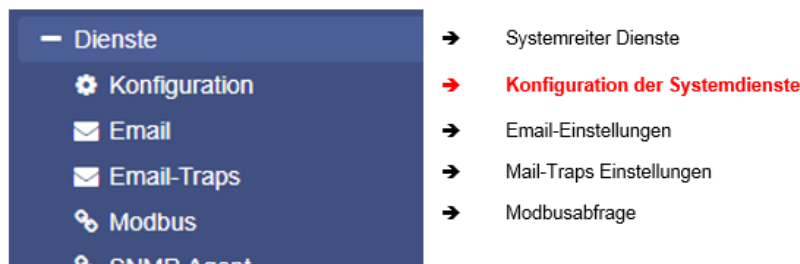 Dienste ➔ Systemreiter Dienste
Konfiguration ➔ Konfiguration der Systemdienste
Email ➔ Email-Einstellungen
Email-Traps ➔ Mail-Traps Einstellungen
Modbus ➔ Modbusabfrage